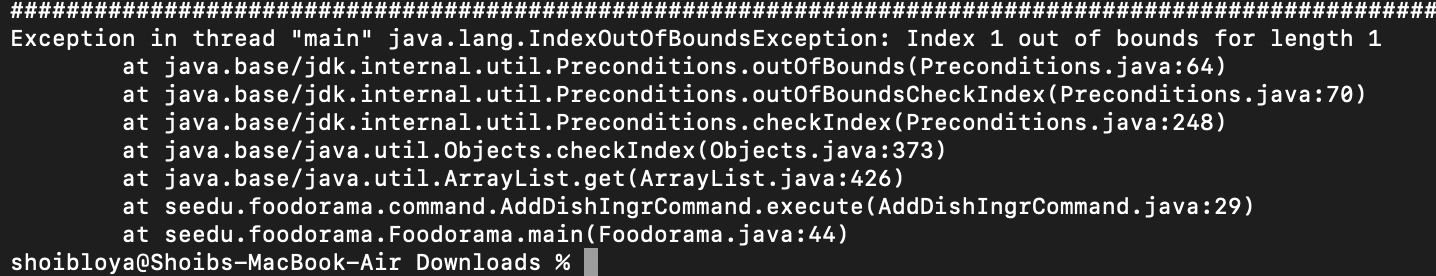 #####################################################################################################
Exception in thread "main" java.lang.IndexOutOfBoundsException: Index 1 out of bounds for length 1
        at java.base/jdk.internal.util.Preconditions.outOfBounds(Preconditions.java:64)
        at java.base/jdk.internal.util.Preconditions.outOfBoundsCheckIndex(Preconditions.java:70)
        at java.base/jdk.internal.util.Preconditions.checkIndex(Preconditions.java:248)
        at java.base/java.util.Objects.checkIndex(Objects.java:373)
        at java.base/java.util.ArrayList.get(ArrayList.java:426)
        at seedu.foodorama.command.AddDishIngrCommand.execute(AddDishIngrCommand.java:29)
        at seedu.foodorama.Foodorama.main(Foodorama.java:44)
shoibloya@Shoibs-MacBook-Air Downloads %